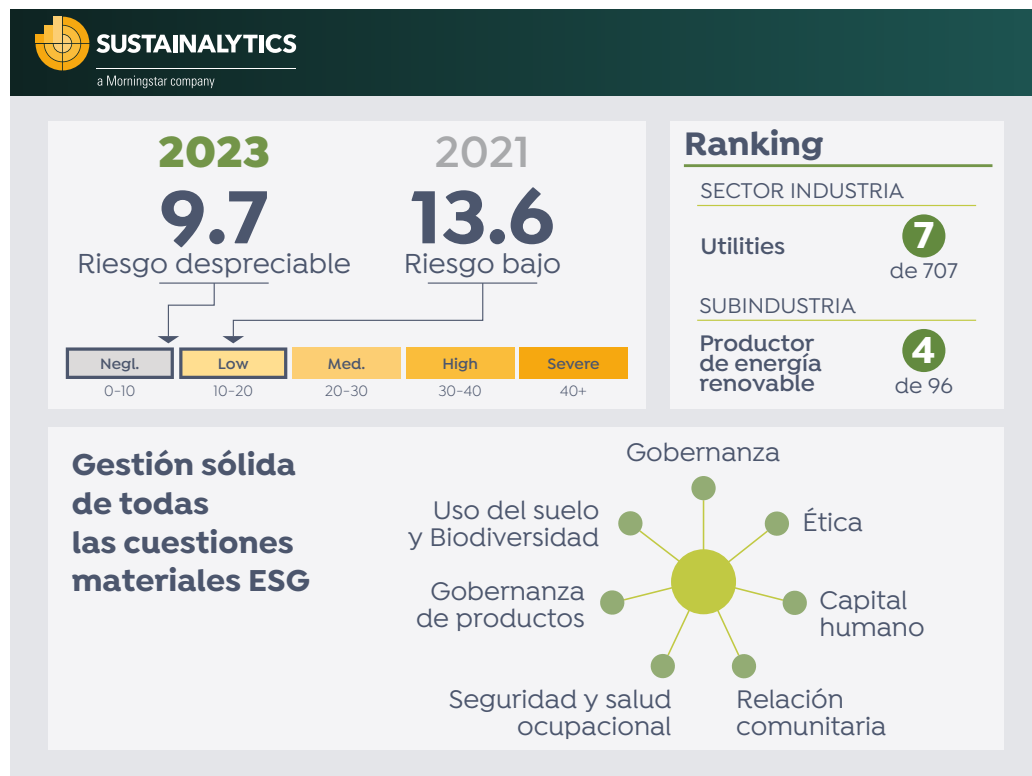 SUSTAINALYTICS
a Morningstar company
2023
9.7
Riesgo despreciable
2021
13.6
Riesgo bajo
Negl.
Low
Med.
High
Severe
0-10
10-20
20-30
30-40
40+
Ranking
SECTOR INDUSTRIA
Utilities
7
de 707
SUBINDUSTRIA
Productor
de energía
renovable
4
de 96
Gestión sólida
de todas
las cuestiones
materiales ESG
Gobernanza
Ética
Capital
humano
Relación
comunitaria
Seguridad y salud
ocupacional
Gobernanza
de productos
Uso del suelo
y Biodiversidad